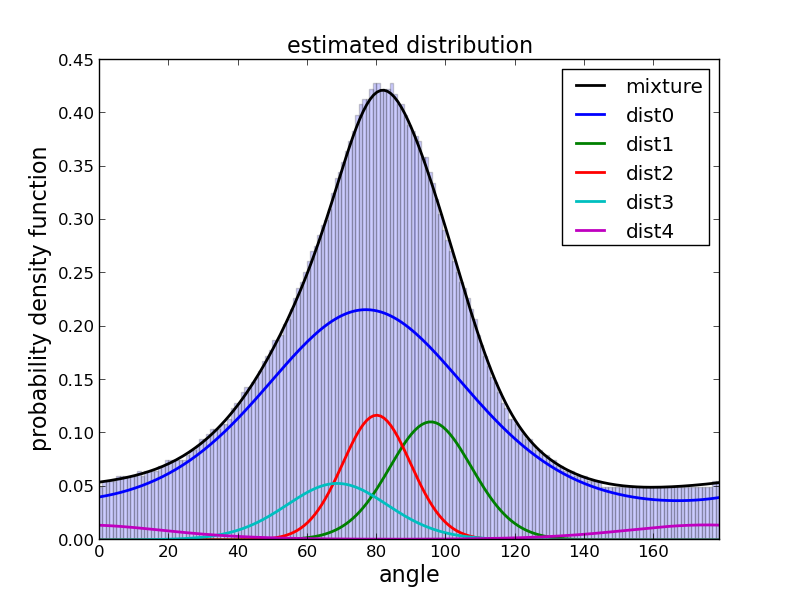 estimated distribution
probability density function
0.45
0.40
0.35
0.30
0.25
0.20
0.15
0.10
0.05
0.00
mixture
dist0
dist1
dist2
dist3
dist4
0 20 40 60 80 100 120 140 160
angle